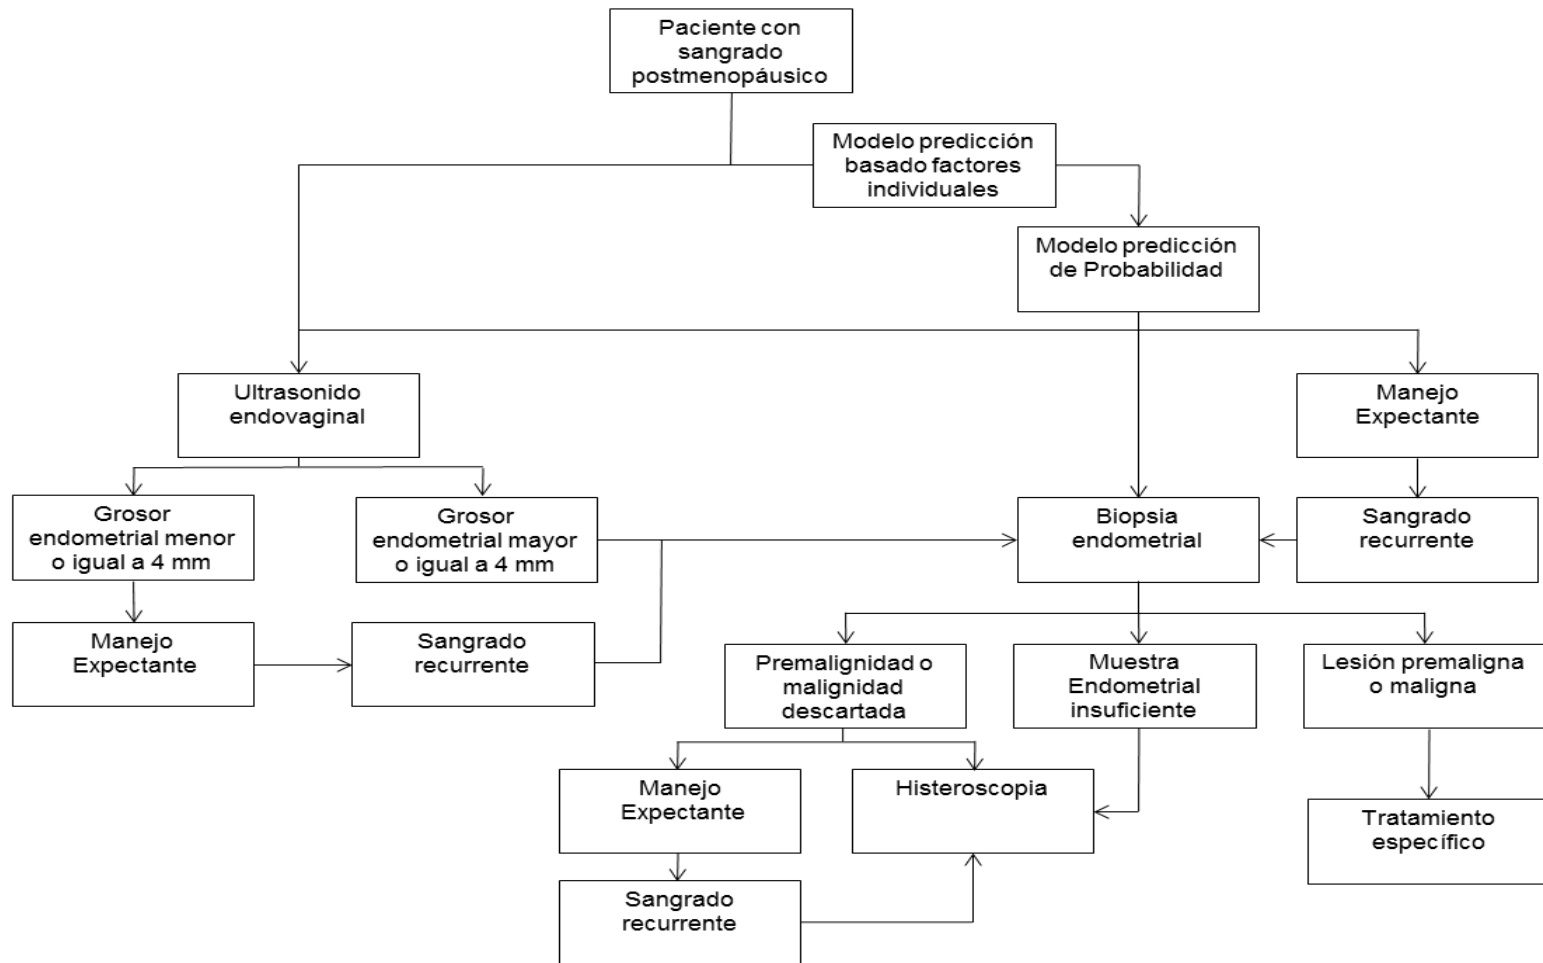 Paciente con
sangrado
postmenopáusico
Modelo predicción
basado factores
individuales
Modelo predicción
de Probabilidad
Ultrasonido
endovaginal
Manejo
Expectante
Grosor
endometrial menor
o igual a 4 mm
Grosor
endometrial mayor
o igual a 4 mm
Biopsia
endometrial
Sangrado
recurrente
Manejo
Expectante
Sangrado
recurrente
Premalignidad o
malignidad
descartada
Muestra
Endometrial
insuficiente
Lesión premaligna
o maligna
Manejo
Expectante
Histeroscopia
Tratamiento
específico
Sangrado
recurrente